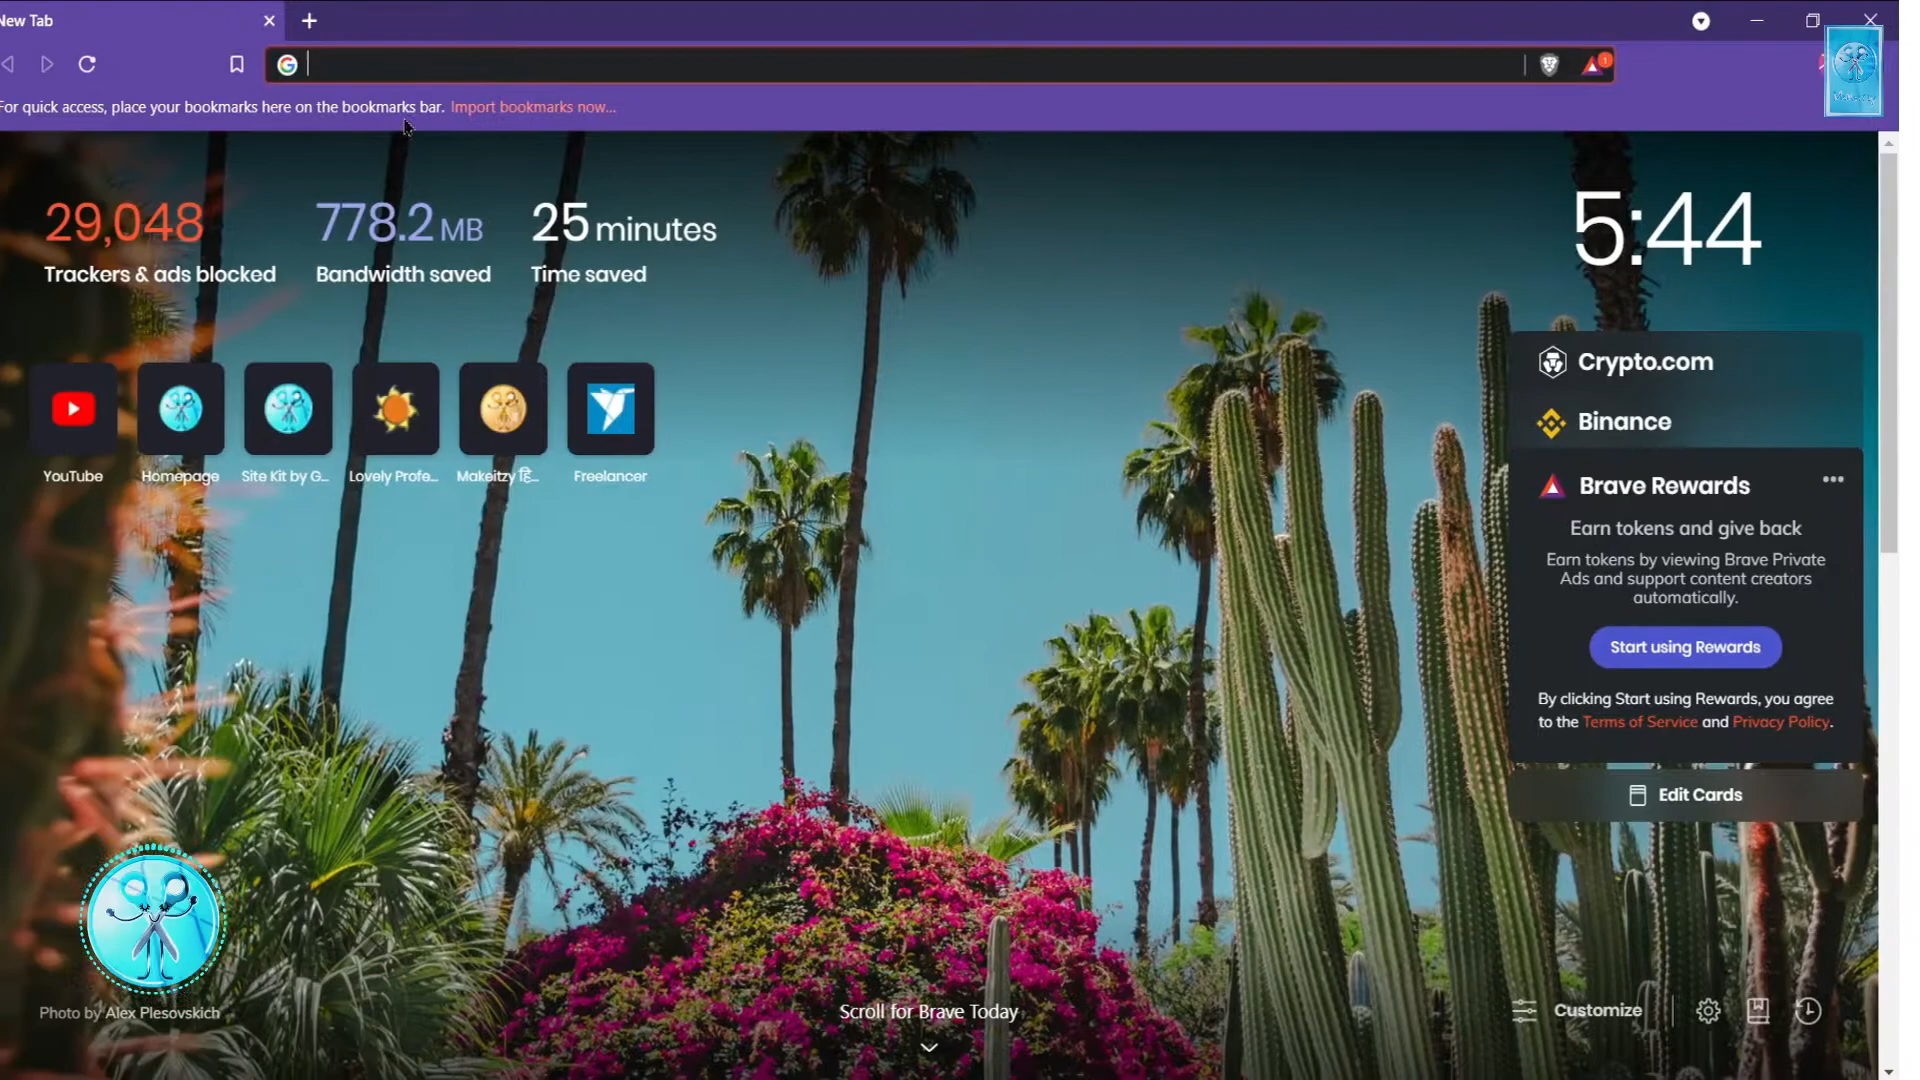 New Tab
For quick access, place your bookmarks here on the bookmarks bar. Import bookmarks now...
29,048
Trackers & ads blocked
778.2 MB
Bandwidth saved
25 minutes
Time saved
5:44
YouTube
Homepage
Site Kit by G...
Lovely Profe...
Makeitzy हि...
Freelancer
Crypto.com
Binance
Brave Rewards
Earn tokens and give back
Earn tokens by viewing Brave Private
Ads and support content creators
automatically.
Start using Rewards
By clicking Start using Rewards, you agree
to the Terms of Service and Privacy Policy.
Edit Cards
Photo by Alex Plesovskich
Scroll for Brave Today
Customize
1